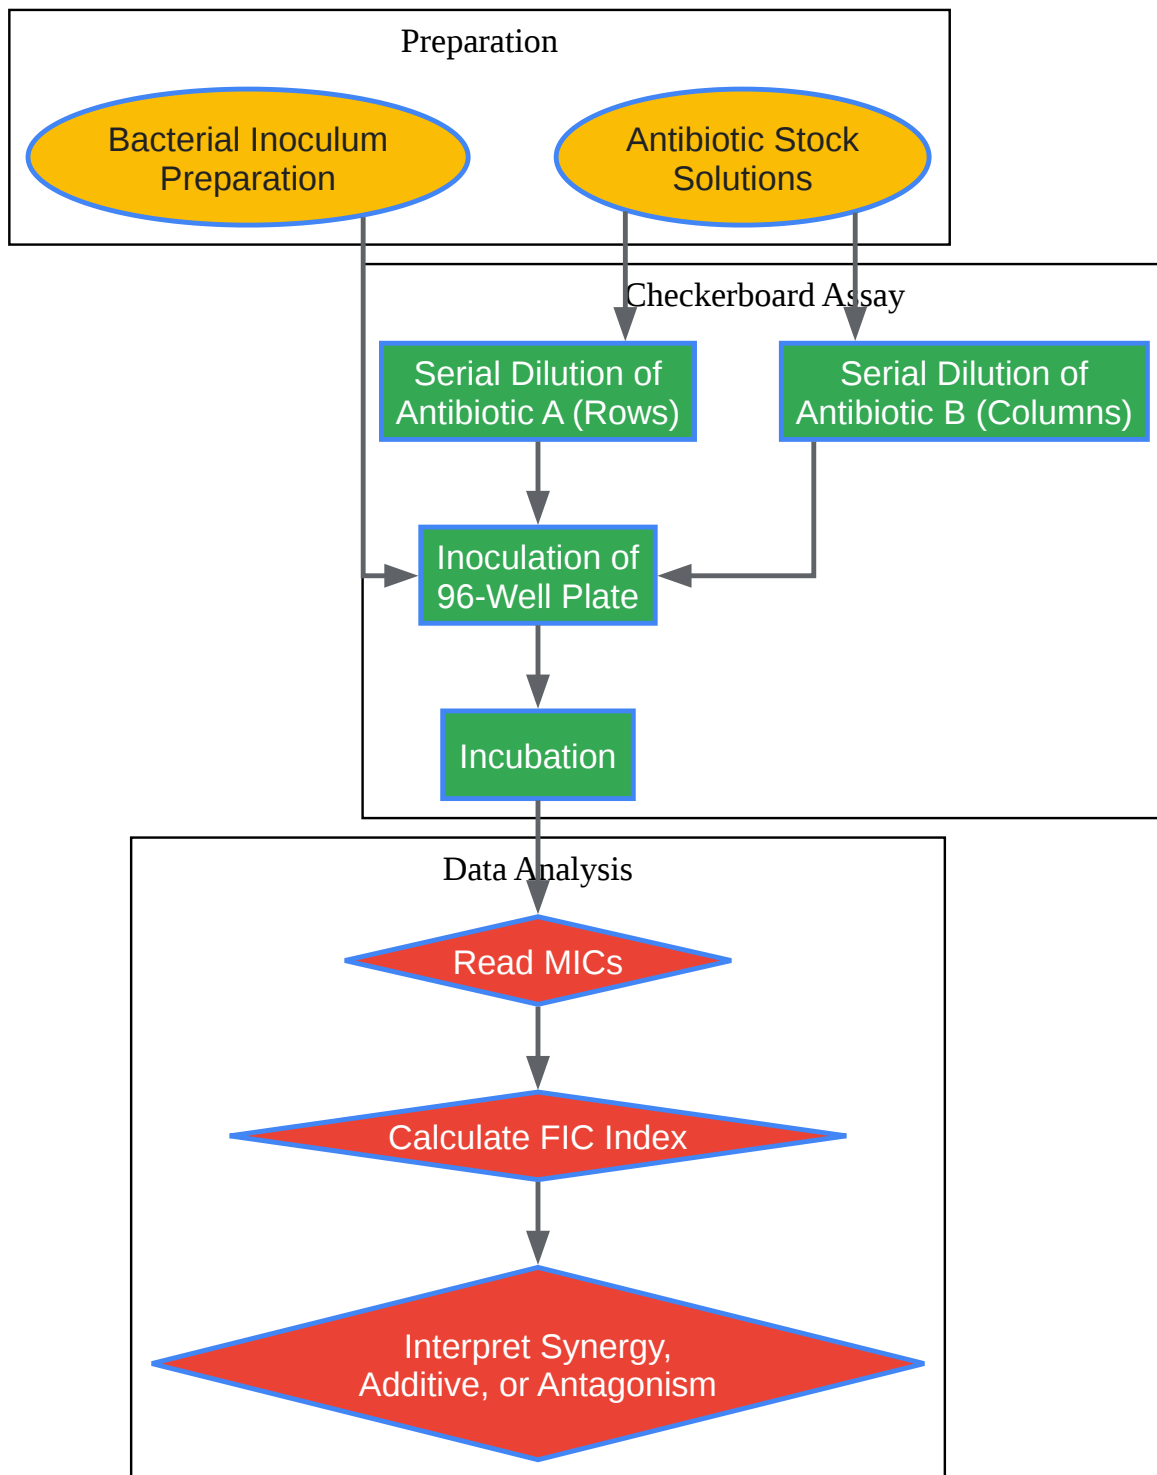 Preparation
Bacterial Inoculum
Preparation
Antibiotic Stock
Solutions
Checkerboard Assay
Serial Dilution of
Antibiotic A (Rows)
Serial Dilution of
Antibiotic B (Columns)
Inoculation of
96-Well Plate
Incubation
Data Analysis
Read MICs
Calculate FIC Index
Interpret Synergy,
Additive, or Antagonism